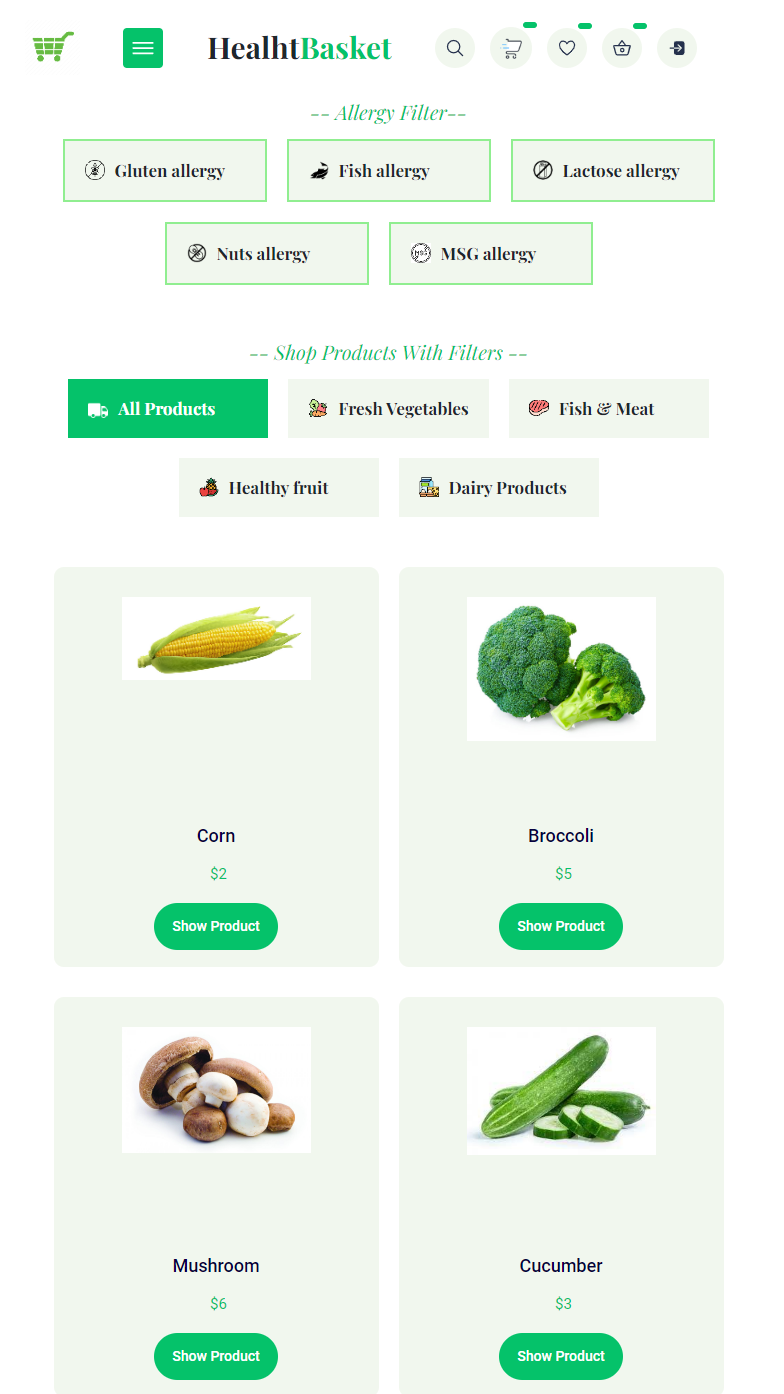 HealhtBasket
-- Allergy Filter--
Gluten allergy
Fish allergy
Lactose allergy
Nuts allergy
MSG allergy
-- Shop Products With Filters --
All Products
Fresh Vegetables
Fish & Meat
Healthy fruit
Dairy Products
Corn
$2
Show Product
Broccoli
$5
Show Product
Mushroom
$6
Show Product
Cucumber
$3
Show Product